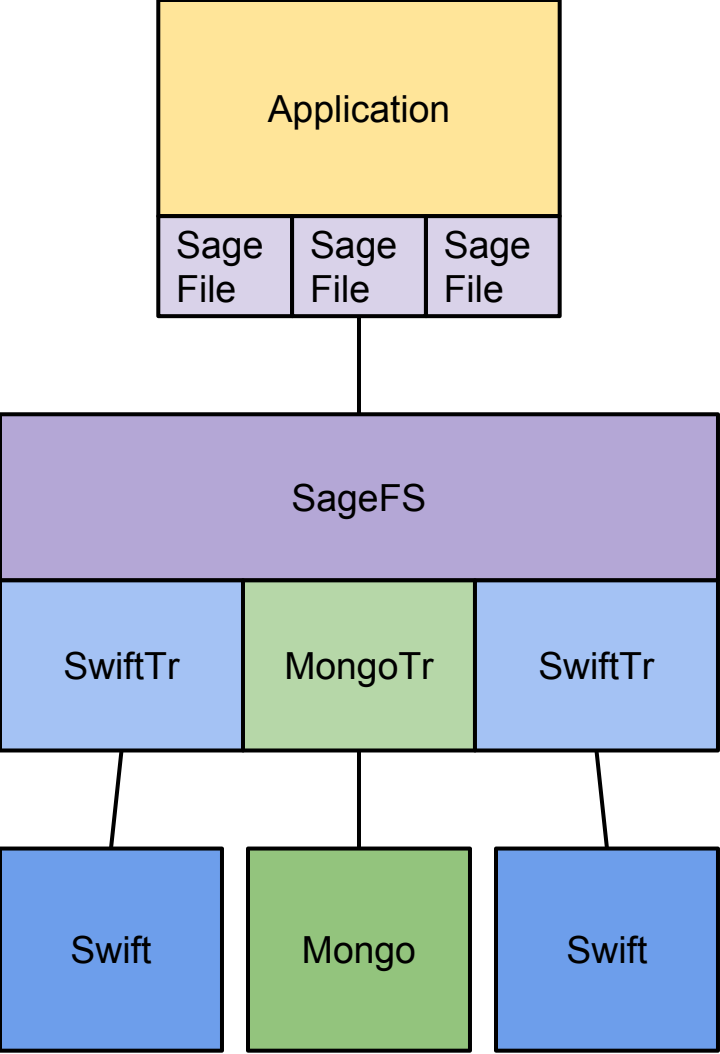 Application
Sage Sage Sage
File File File
SageFS
SwiftTr MongoTr SwiftTr
Swift Mongo Swift